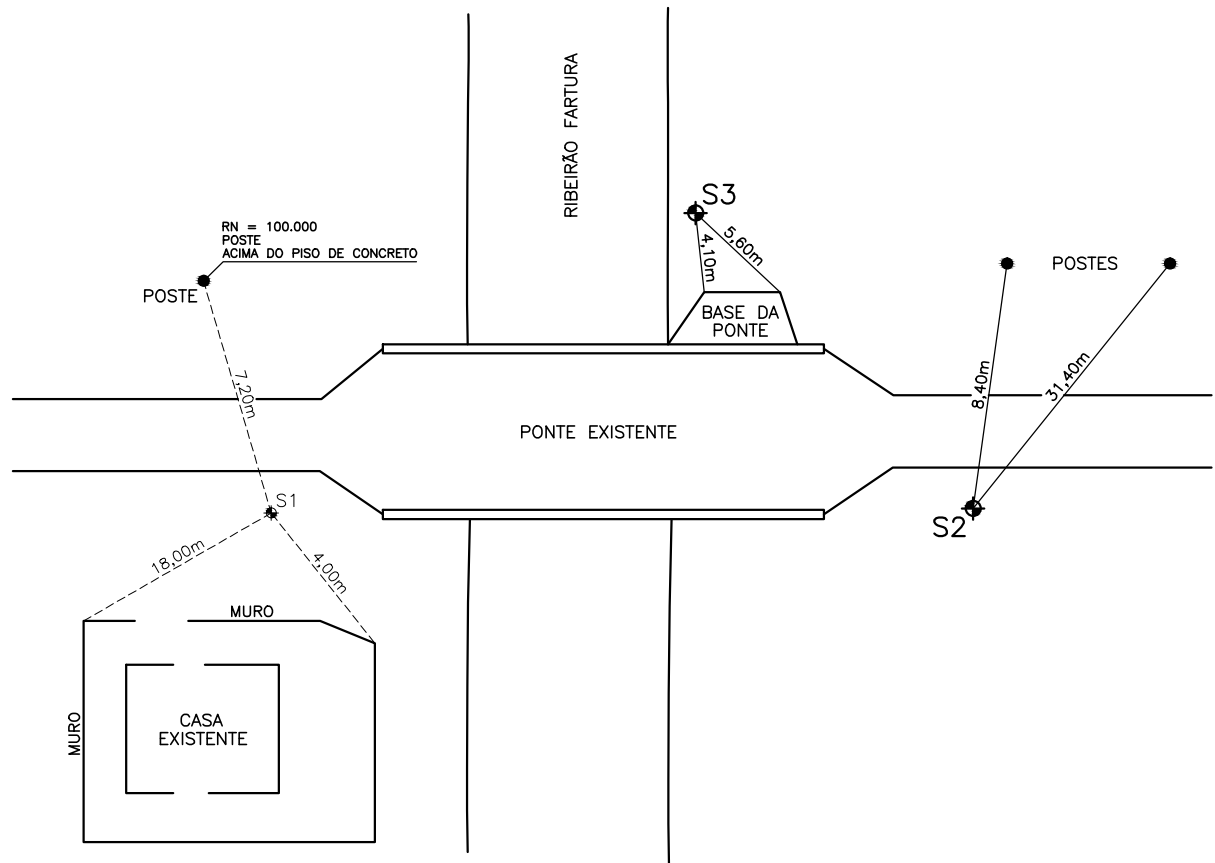 RIBEIRÃO FARTURA
S3
4,10m
5,60m
RN = 100.000
POSTE
ACIMA DO PISO DE CONCRETO
POSTE
POSTES
BASE DA
PONTE
7,20m
8,40m
31,40m
PONTE EXISTENTE
S1
S2
18,00m
4,00m
MURO
MURO
CASA
EXISTENTE